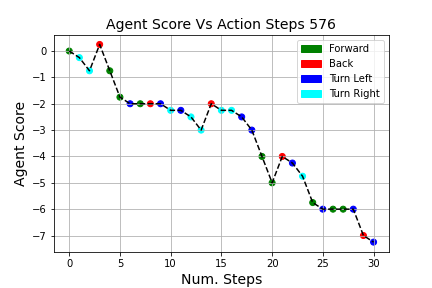 Agent Score Vs Action Steps 576
Forward
Back
Turn Left
Turn Right
Agent Score
0
−1
−2
−3
−4
−5
−6
−7
0 5 10 15 20 25 30
Num. Steps